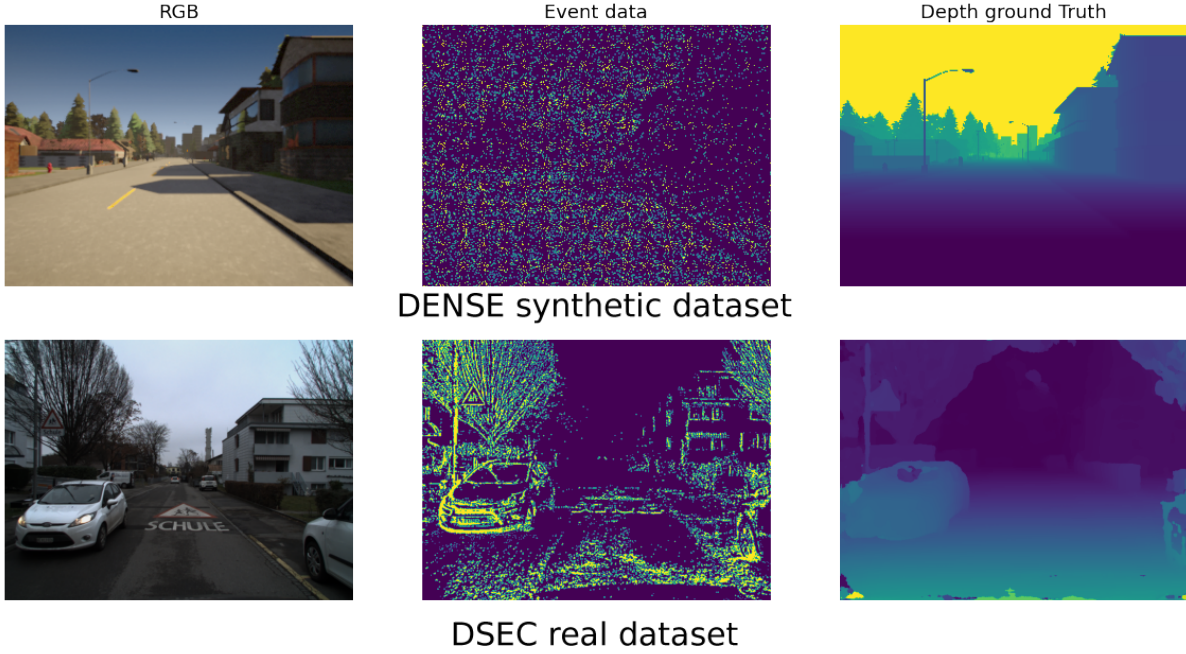 RGB
Event data
Depth ground Truth
DENSE synthetic dataset
SCHULE
DSEC real dataset